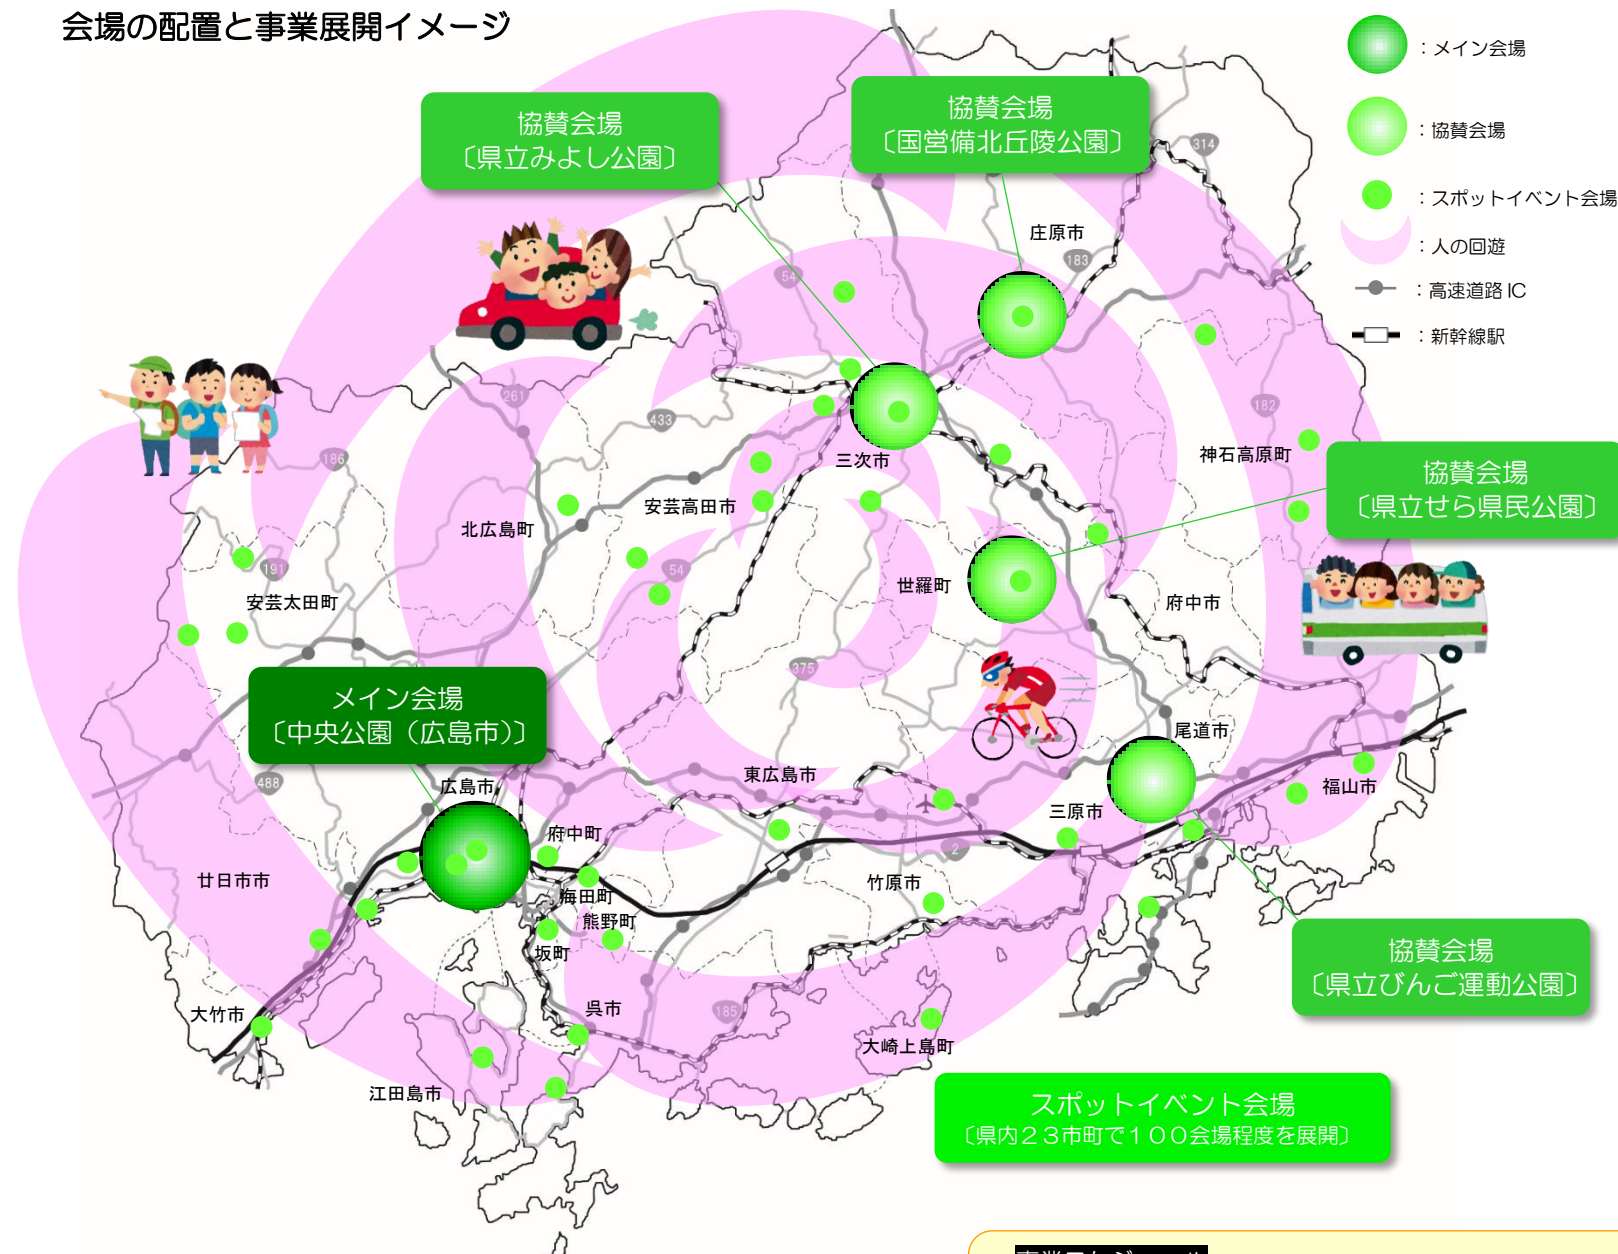 会場の配置と事業展開イメージ
：メイン会場
：協賛会場
：スポットイベント会場
：人の回遊
：高速道路 IC
：新幹線駅
協賛会場
〔県立みよし公園〕
協賛会場
〔国営備北丘陵公園〕
314
庄原市
183
54
261
433
182
186
三次市
神石高原町
協賛会場
〔県立せら県民公園〕
安芸高田市
北広島町
191
54
安芸太田町
世羅町
府中市
375
メイン会場
〔中央公園（広島市）〕
尾道市
488
広島市
東広島市
福山市
三原市
府中町
2
廿日市市
海田町
竹原市
熊野町
坂町
協賛会場
〔県立びんご運動公園〕
大竹市
呉市
185
大崎上島町
江田島市
スポットイベント会場
〔県内２３市町で１００会場程度を展開〕